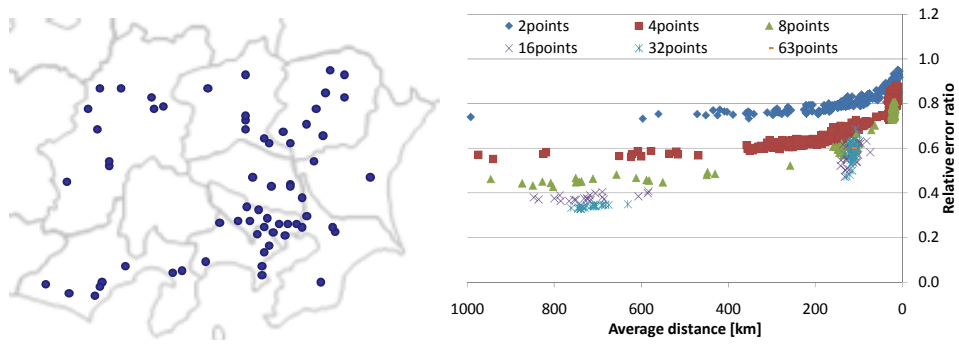 2points 4points 8points
16points 32points 63points
1.2
1.0
0.8
0.6
0.4
0.2
0.0
Relative error ratio
1000 800 600 400 200 0
Average distance [km]